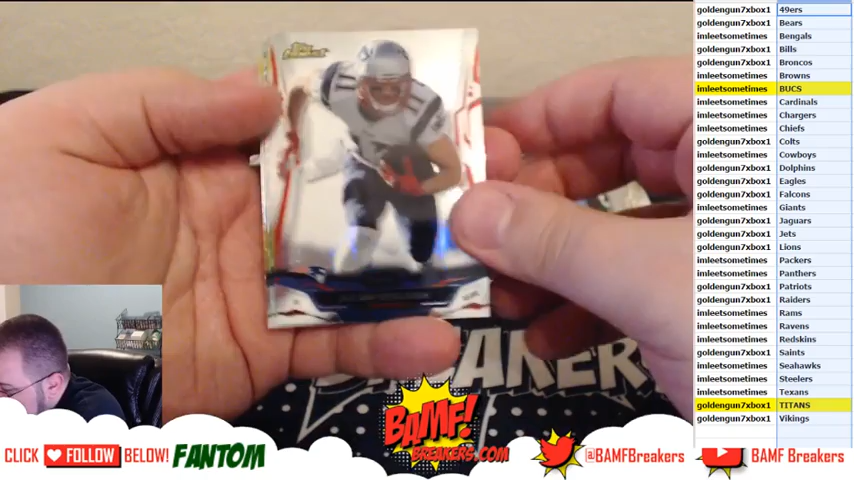 goldengun7xbox1 49ers
goldengun7xbox1 Bears
imleetsometimes Bengals
goldengun7xbox1 Bills
goldengun7xbox1 Broncos
imleetsometimes Browns
imleetsometimes BUCS
imleetsometimes Cardinals
goldengun7xbox1 Chargers
imleetsometimes Chiefs
goldengun7xbox1 Colts
imleetsometimes Cowboys
goldengun7xbox1 Dolphins
imleetsometimes Eagles
goldengun7xbox1 Falcons
imleetsometimes Giants
goldengun7xbox1 Jaguars
goldengun7xbox1 Jets
goldengun7xbox1 Lions
imleetsometimes Packers
imleetsometimes Panthers
goldengun7xbox1 Patriots
goldengun7xbox1 Raiders
imleetsometimes Rams
imleetsometimes Ravens
imleetsometimes Redskins
goldengun7xbox1 Saints
imleetsometimes Seahawks
imleetsometimes Steelers
imleetsometimes Texans
goldengun7xbox1 TITANS
goldengun7xbox1 Vikings
11
BREAKERS
BAMF!
BREAKERS.COM
CLICK FOLLOW BELOW! FANTOM
@BAMFBreakers
BAMF Breakers